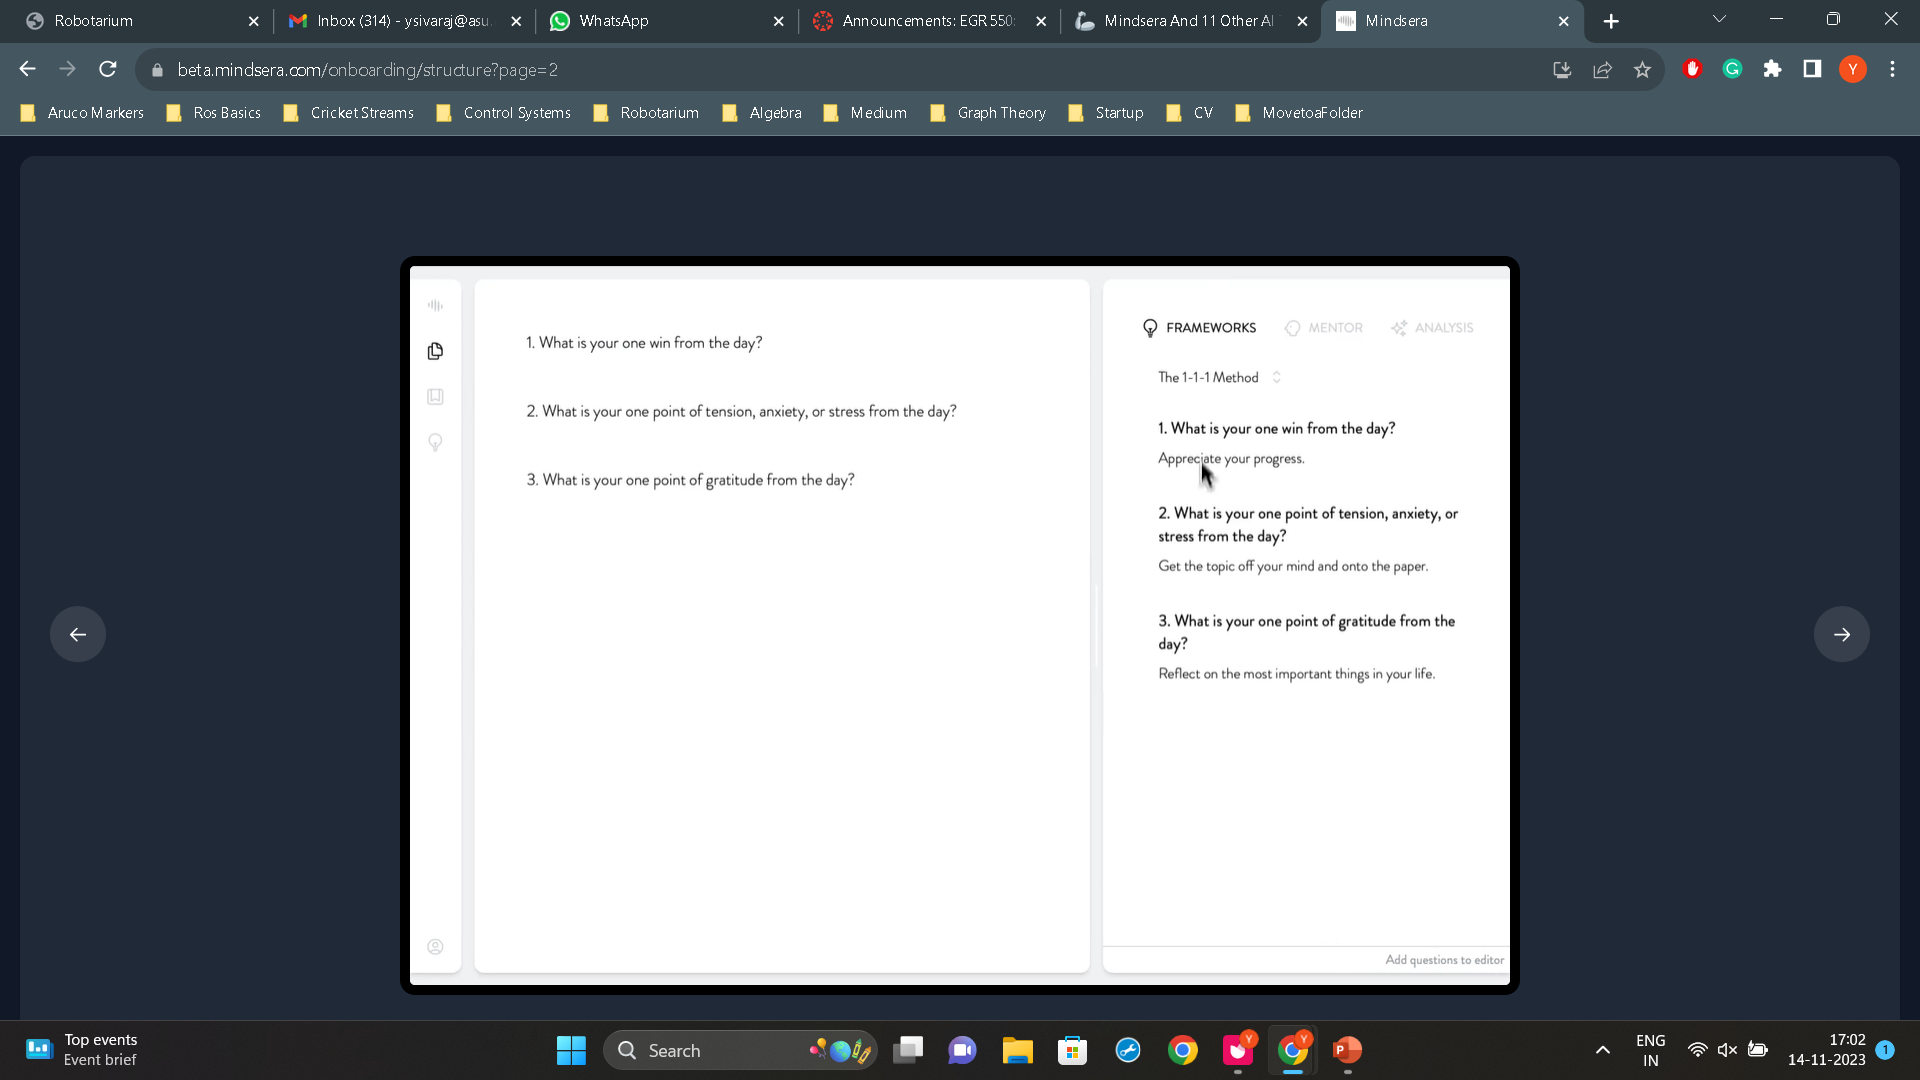 Robotarium
Inbox (314) - ysivaraj@asu.
WhatsApp
Announcements: EGR 550:
Mindsera And 11 Other AI
Mindsera
beta.mindsera.com/onboarding/structure?page=2
Y
Aruco Markers
Ros Basics
Cricket Streams
Control Systems
Robotarium
Algebra
Medium
Graph Theory
Startup
CV
MovetoaFolder
1. What is your one win from the day?
2. What is your one point of tension, anxiety, or stress from the day?
3. What is your one point of gratitude from the day?
FRAMEWORKS
MENTOR
ANALYSIS
The 1-1-1 Method
1. What is your one win from the day?
Appreciate your progress.
2. What is your one point of tension, anxiety, or
stress from the day?
Get the topic off your mind and onto the paper.
3. What is your one point of gratitude from the
day?
Reflect on the most important things in your life.
Add questions to editor
Top events
Event brief
Search
Y
Y
P
ENG
IN
17:02
14-11-2023
1